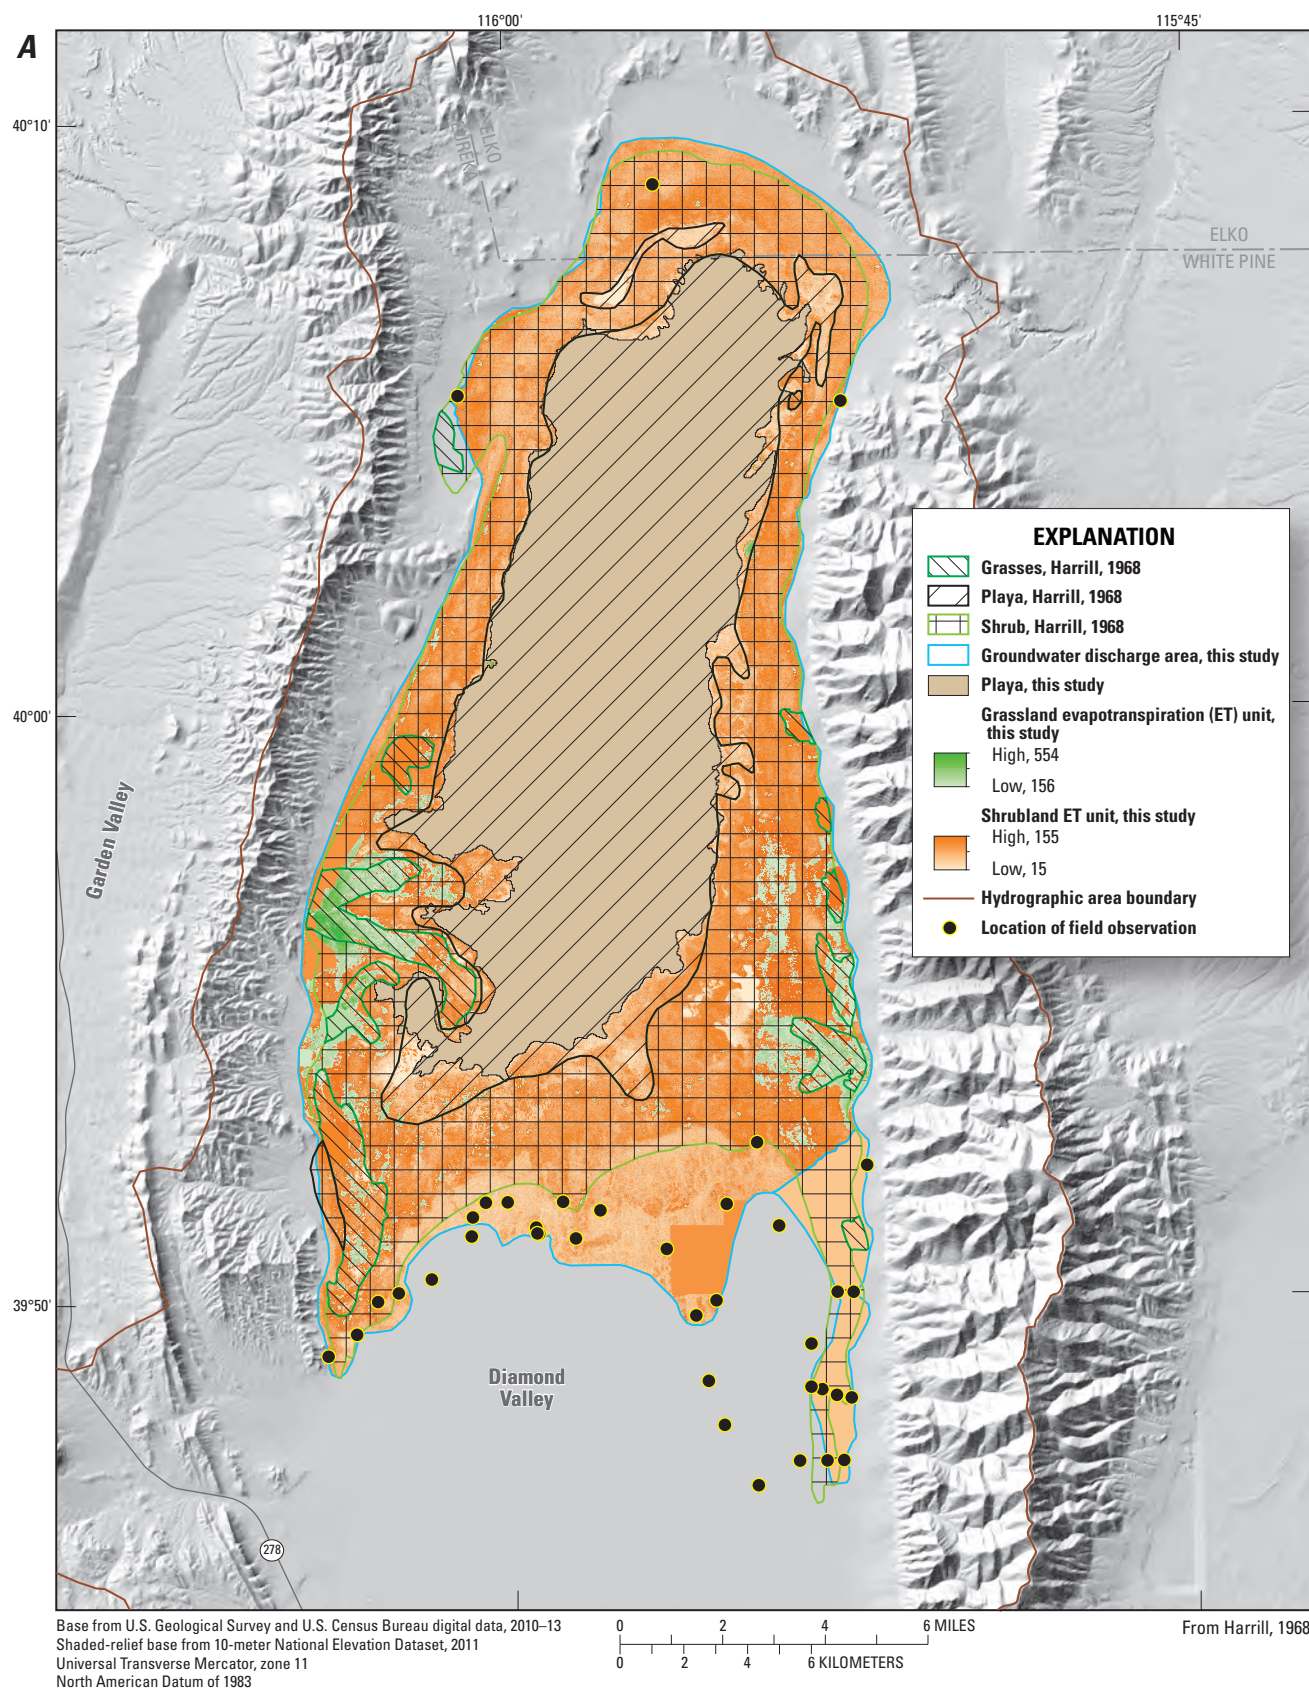 A
116°00'
115°45'
40°10'
EUREKA
ELKO
ELKO
WHITE PINE
EXPLANATION
Grasses, Harrill, 1968
Playa, Harrill, 1968
Shrub, Harrill, 1968
Groundwater discharge area, this study
Playa, this study
Grassland evapotranspiration (ET) unit,
this study
High, 554
Low, 156
Shrubland ET unit, this study
High, 155
Low, 15
Hydrographic area boundary
Location of field observation
40°00'
Garden Valley
39°50'
Diamond
Valley
278
Base from U.S. Geological Survey and U.S. Census Bureau digital data, 2010–13
Shaded-relief base from 10-meter National Elevation Dataset, 2011
Universal Transverse Mercator, zone 11
North American Datum of 1983
0 2 4 6 MILES
0 2 4 6 KILOMETERS
From Harrill, 1968